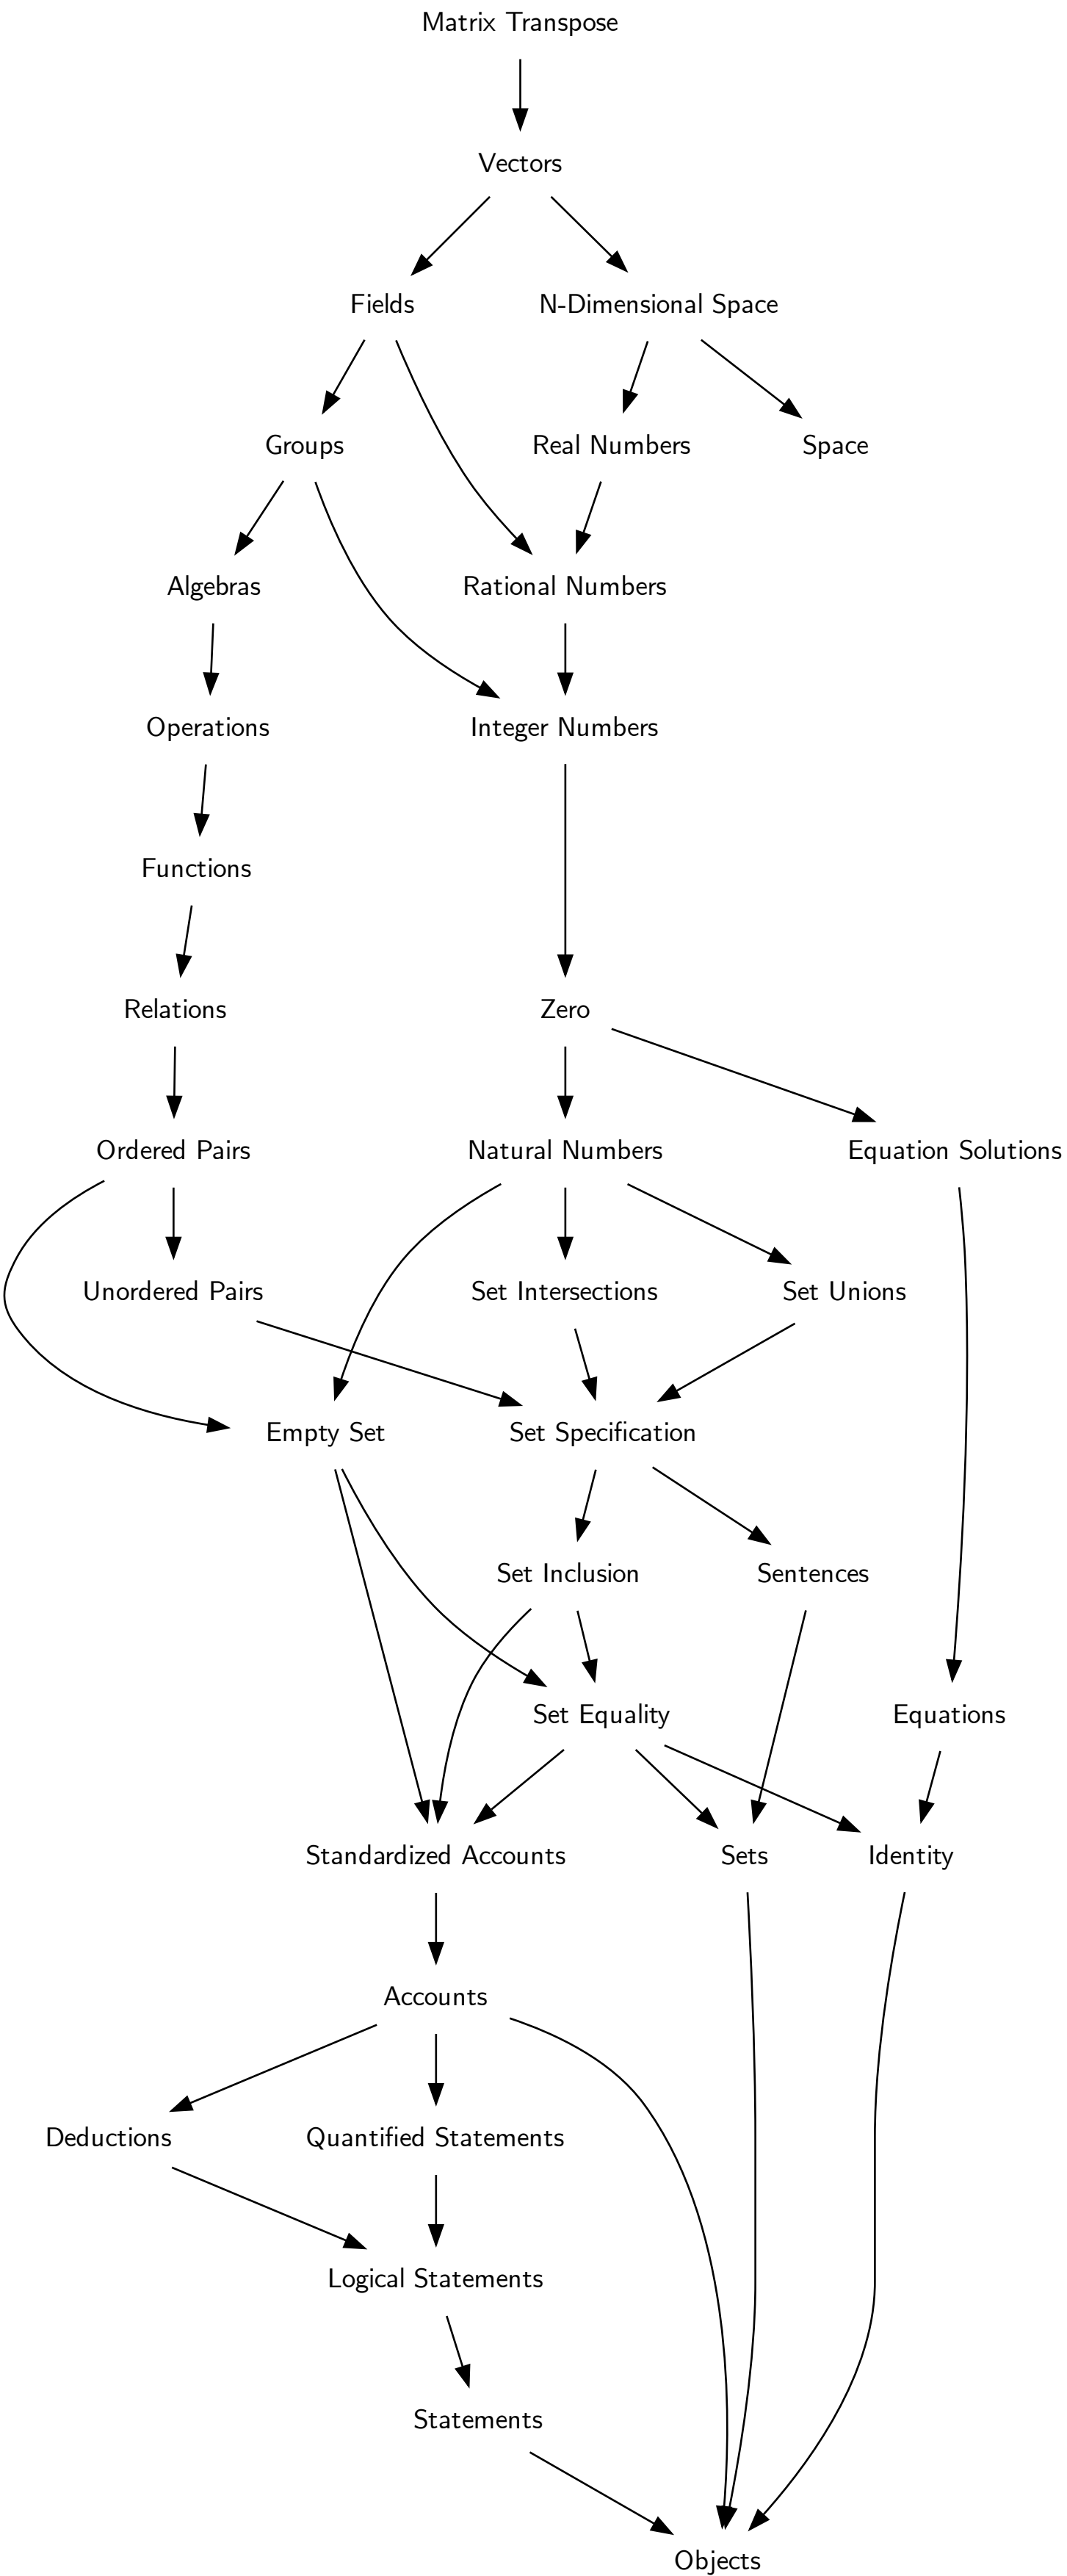 Matrix Transpose
Vectors
Fields
N-Dimensional Space
Groups
Real Numbers
Space
Algebras
Rational Numbers
Operations
Integer Numbers
Functions
Relations
Zero
Ordered Pairs
Natural Numbers
Equation Solutions
Unordered Pairs
Set Intersections
Set Unions
Empty Set
Set Specification
Set Inclusion
Sentences
Set Equality
Equations
Standardized Accounts
Sets
Identity
Accounts
Deductions
Quantified Statements
Logical Statements
Statements
Objects